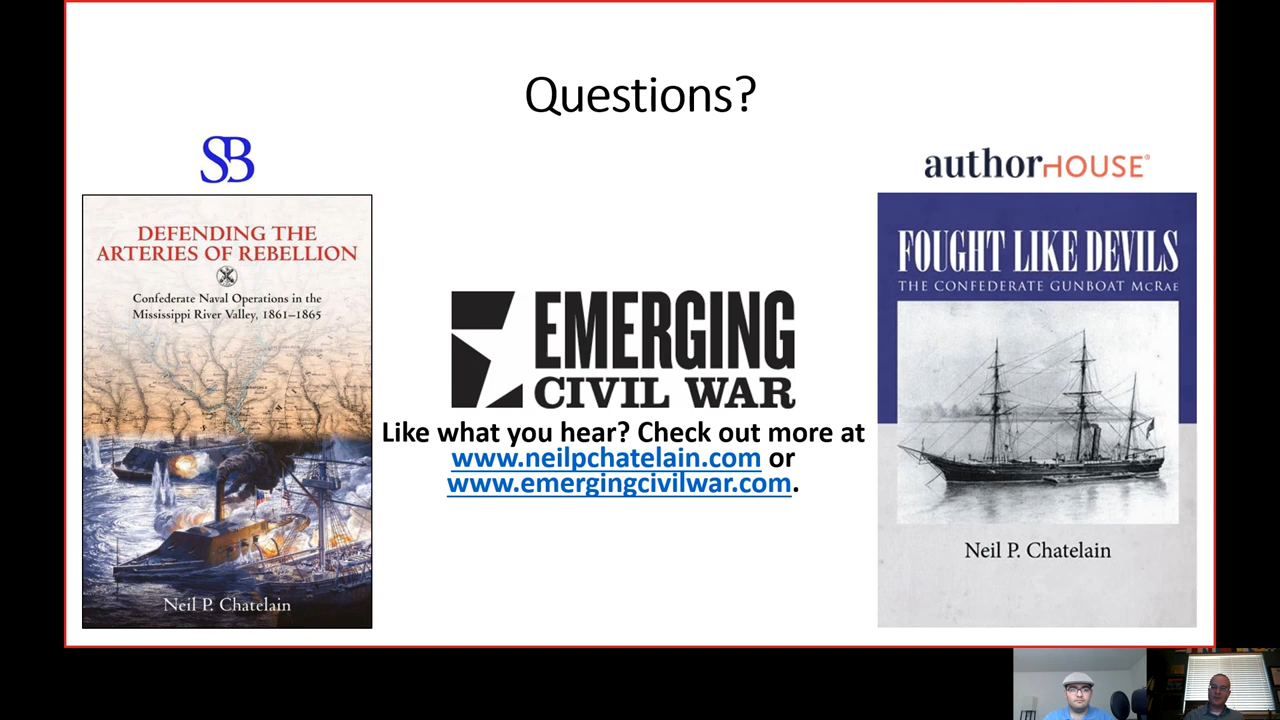 Questions?
SB
DEFENDING THE
ARTERIES OF REBELLION
Confederate Naval Operations in the
Mississippi River Valley, 1861–1865
Neil P. Chatelain
EMERGING
CIVIL WAR
Like what you hear? Check out more at
www.neilpchatelain.com or
www.emergingcivilwar.com.
authorHOUSE®
FOUGHT LIKE DEVILS
THE CONFEDERATE GUNBOAT McRAE
Neil P. Chatelain